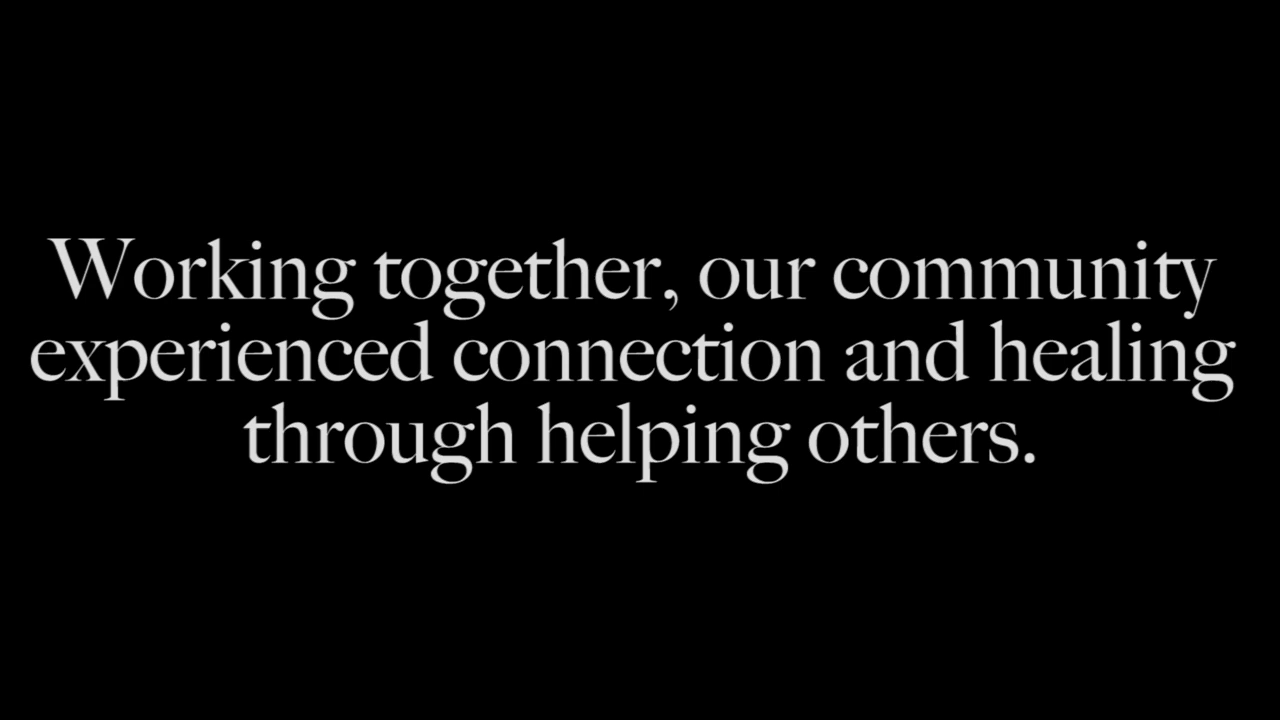 Working together, our community
experienced connection and healing
through helping others.